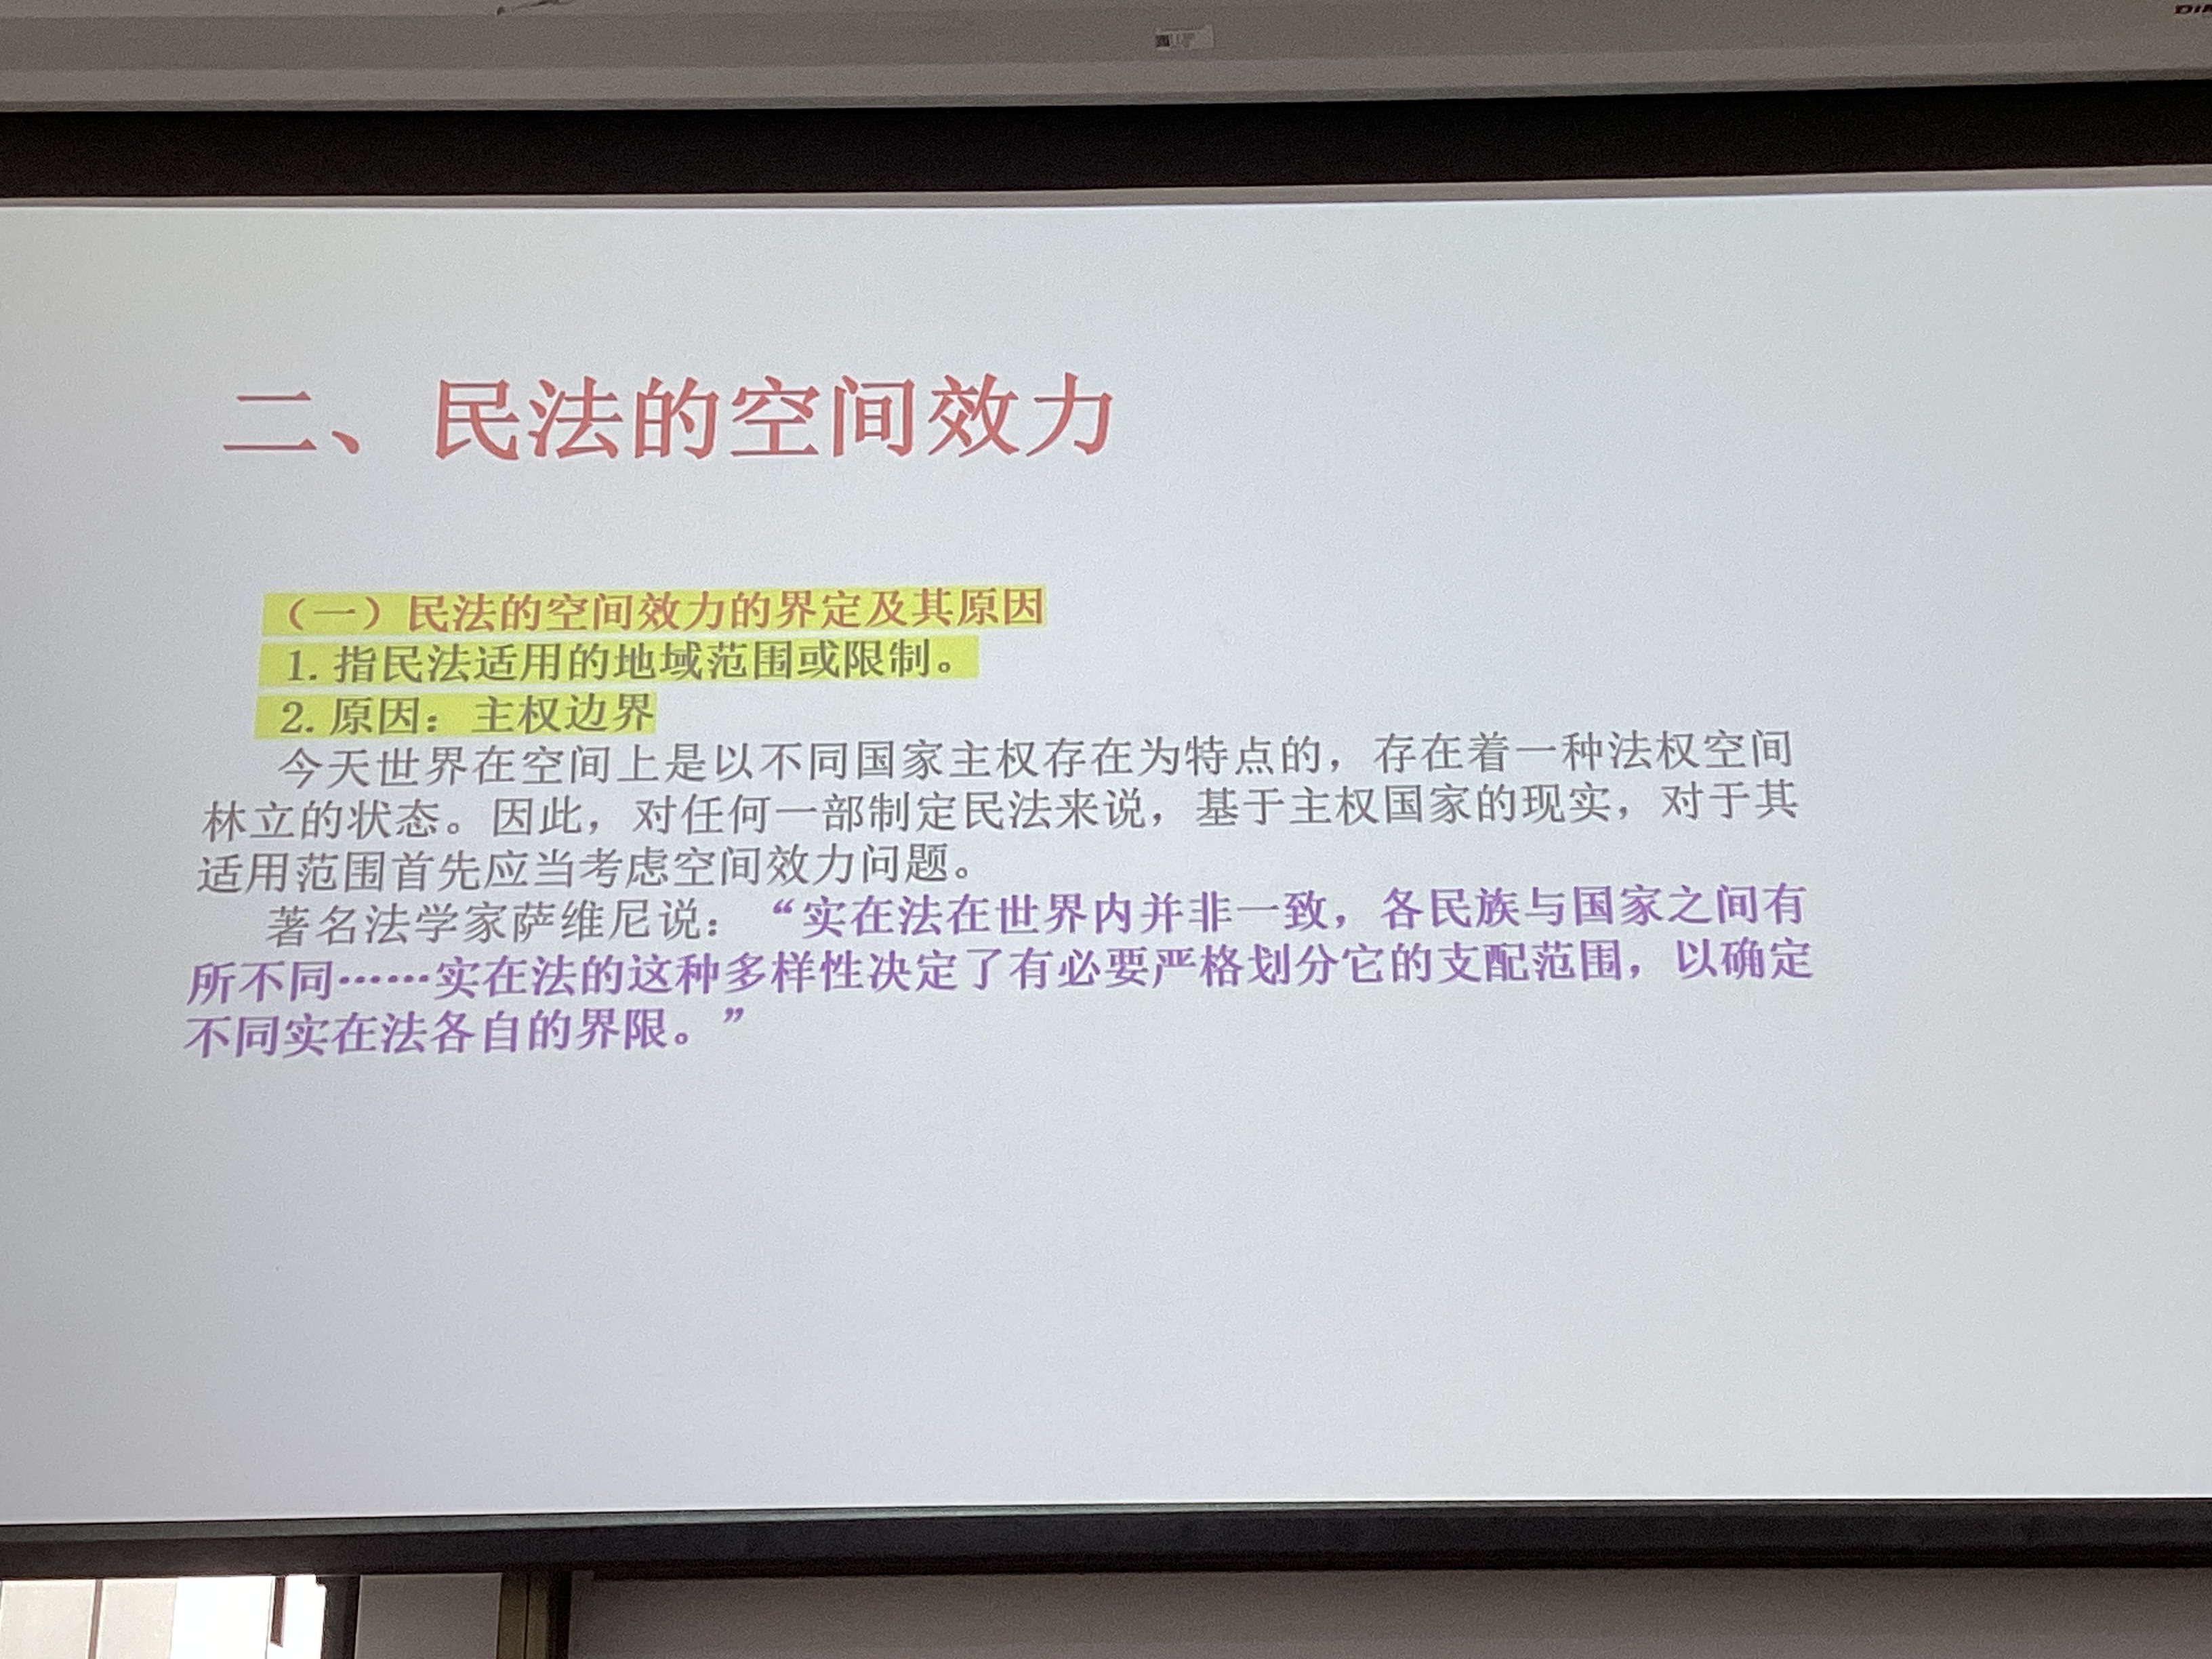 二、民法的空间效力
（一）民法的空间效力的界定及其原因
1. 指民法适用的地域范围或限制。
2. 原因：主权边界
今天世界在空间上是以不同国家主权存在为特点的，存在着一种法权空间
林立的状态。因此，对任何一部制定民法来说，基于主权国家的现实，对于其
适用范围首先应当考虑空间效力问题。
著名法学家萨维尼说：“实在法在世界内并非一致，各民族与国家之间有
所不同……实在法的这种多样性决定了有必要严格划分它的支配范围，以确定
不同实在法各自的界限。”